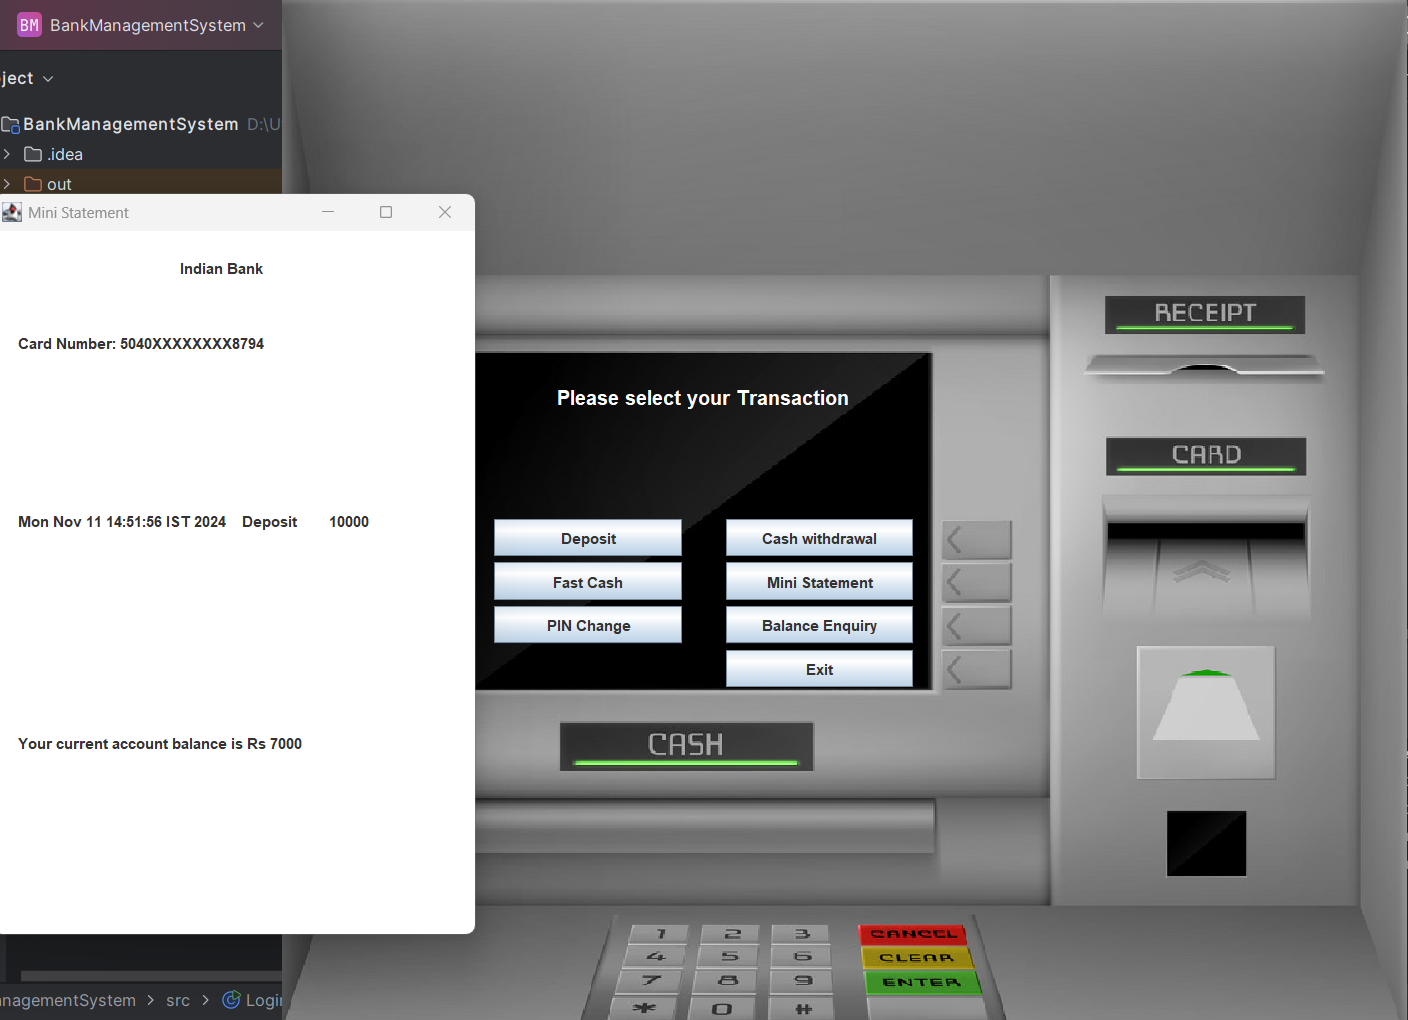 BM BankManagementSystem
ject
BankManagementSystem D:\U
.idea
out
Mini Statement
Indian Bank
Card Number: 5040XXXXXXXX8794
Mon Nov 11 14:51:56 IST 2024 Deposit 10000
Your current account balance is Rs 7000
Please select your Transaction
Deposit
Cash withdrawal
Fast Cash
Mini Statement
PIN Change
Balance Enquiry
Exit
RECEIPT
CARD
CASH
1 2 3 CANCEL
4 5 6 CLEAR
7 8 9 ENTER
* 0 #
nagementSystem > src > Login